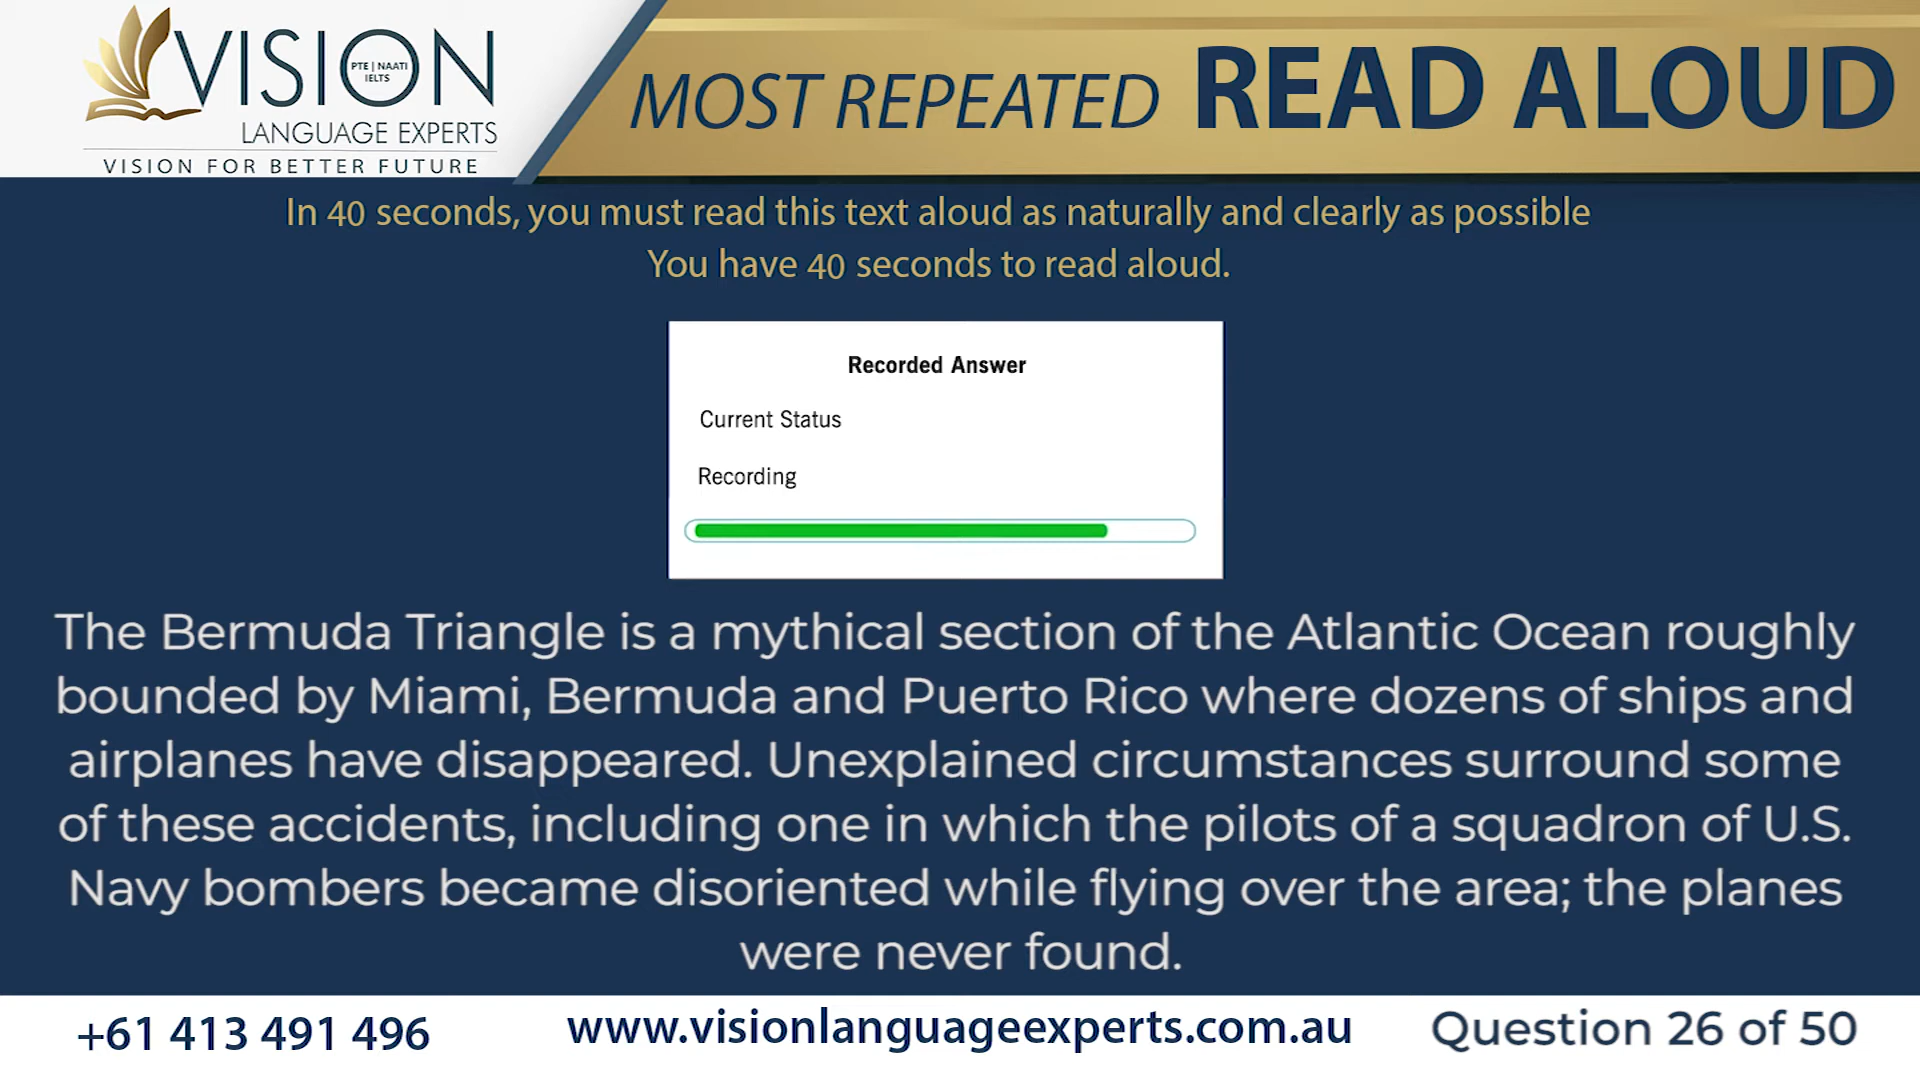 VISION
PTE | NAATI
IELTS
LANGUAGE EXPERTS
VISION FOR BETTER FUTURE
MOST REPEATED READ ALOUD
In 40 seconds, you must read this text aloud as naturally and clearly as possible
You have 40 seconds to read aloud.
Recorded Answer
Current Status
Recording
The Bermuda Triangle is a mythical section of the Atlantic Ocean roughly
bounded by Miami, Bermuda and Puerto Rico where dozens of ships and
airplanes have disappeared. Unexplained circumstances surround some
of these accidents, including one in which the pilots of a squadron of U.S.
Navy bombers became disoriented while flying over the area; the planes
were never found.
+61 413 491 496
www.visionlanguageexperts.com.au
Question 26 of 50